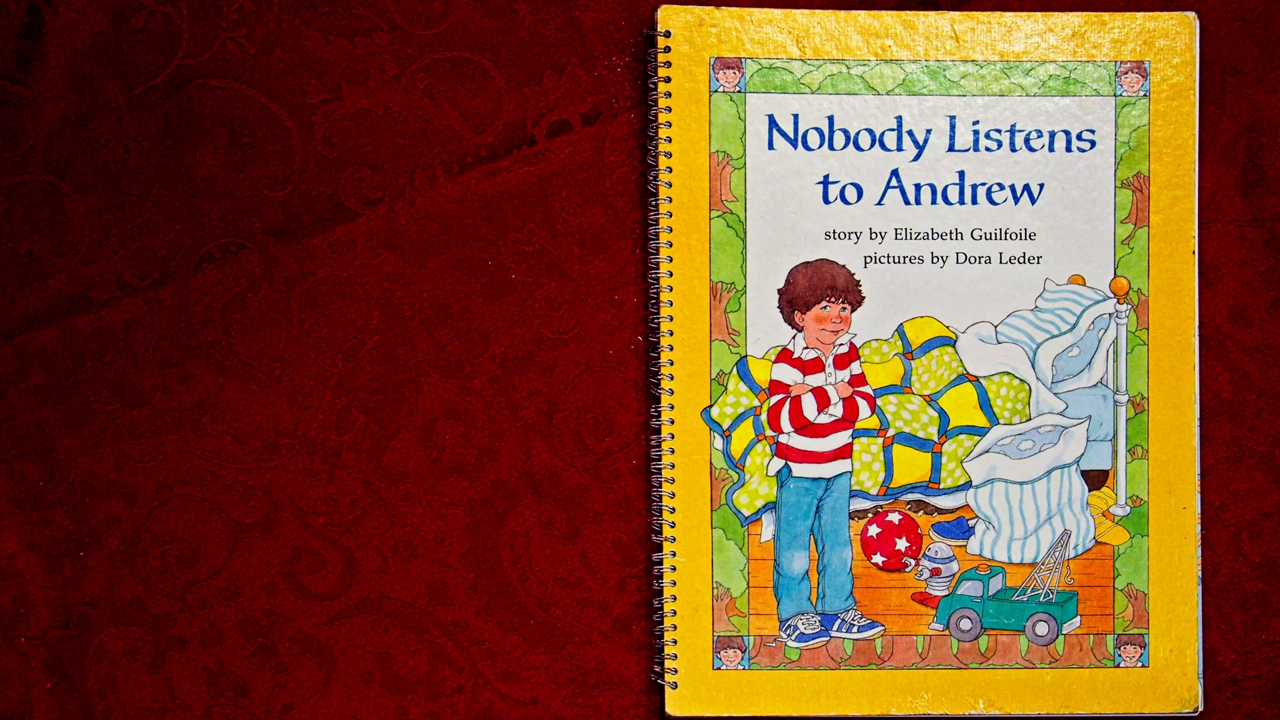 Nobody Listens
to Andrew
story by Elizabeth Guilfoile
pictures by Dora Leder